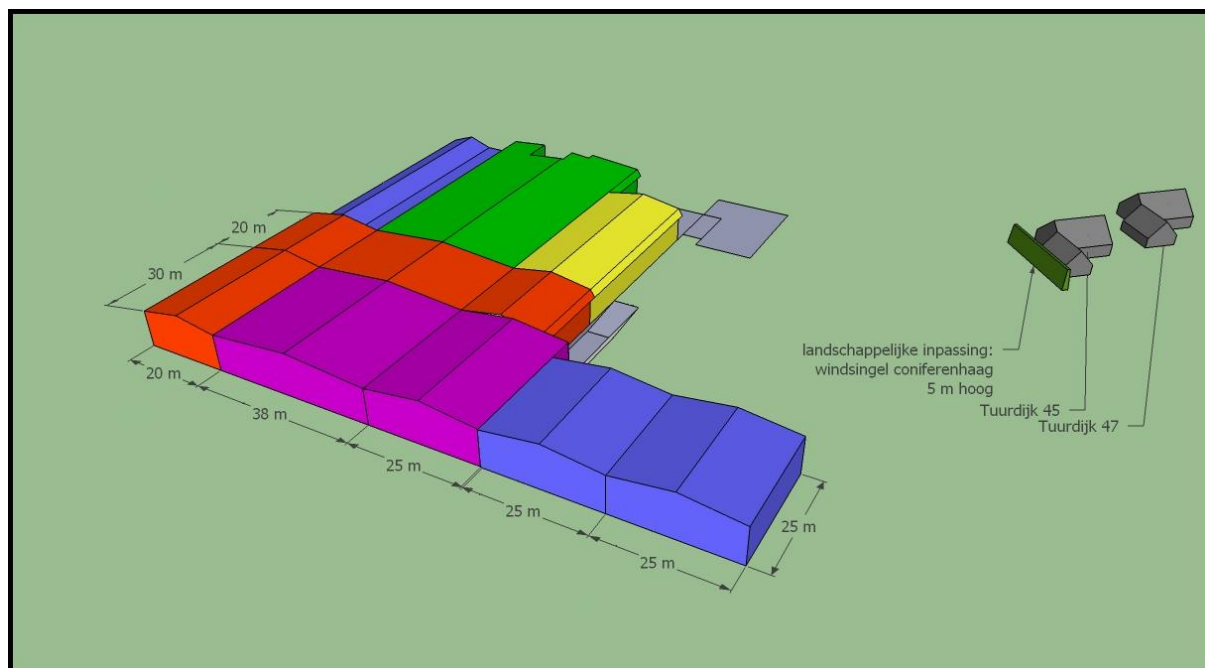 20 m
30 m
20 m
38 m
25 m
25 m
25 m
25 m
landschappelijke inpassing:
windsingel coniferenhaag
5 m hoog
Tuurdijk 45
Tuurdijk 47